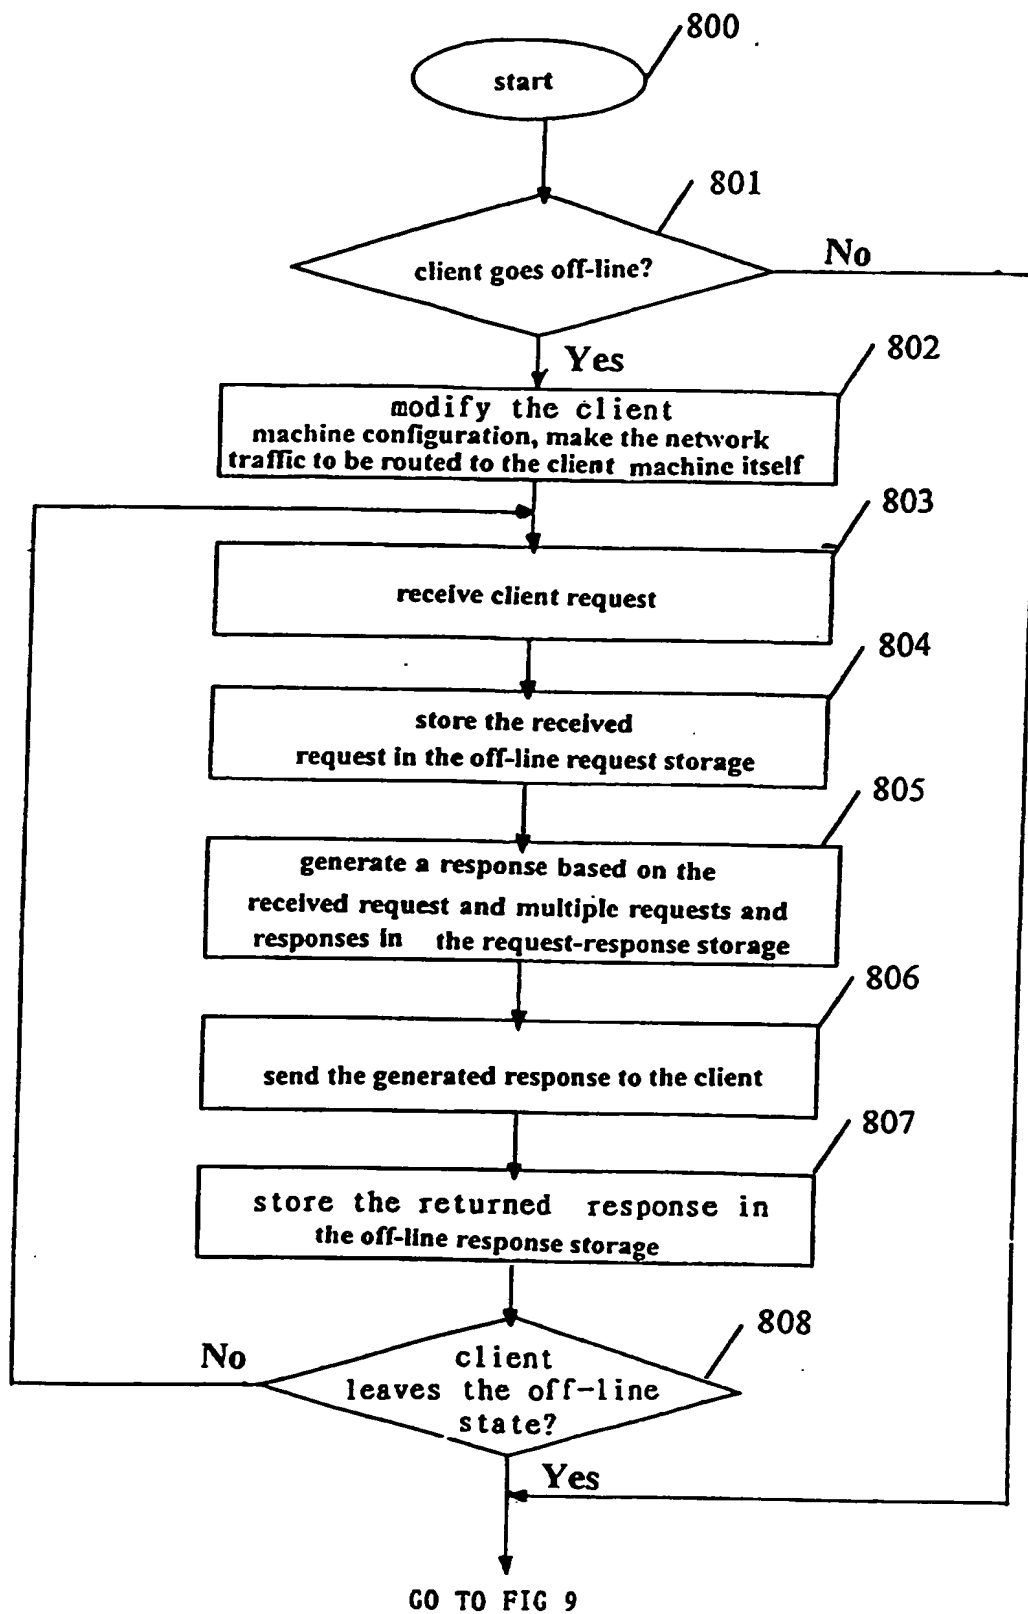 800
start
801
client goes off-line?
No
Yes
802
modify the client
machine configuration, make the network
traffic to be routed to the client machine itself
803
receive client request
804
store the received
request in the off-line request storage
805
generate a response based on the
received request and multiple requests and
responses in the request-response storage
806
send the generated response to the client
807
store the returned response in
the off-line response storage
808
No
client
leaves the off-line
state?
Yes
GO TO FIG 9